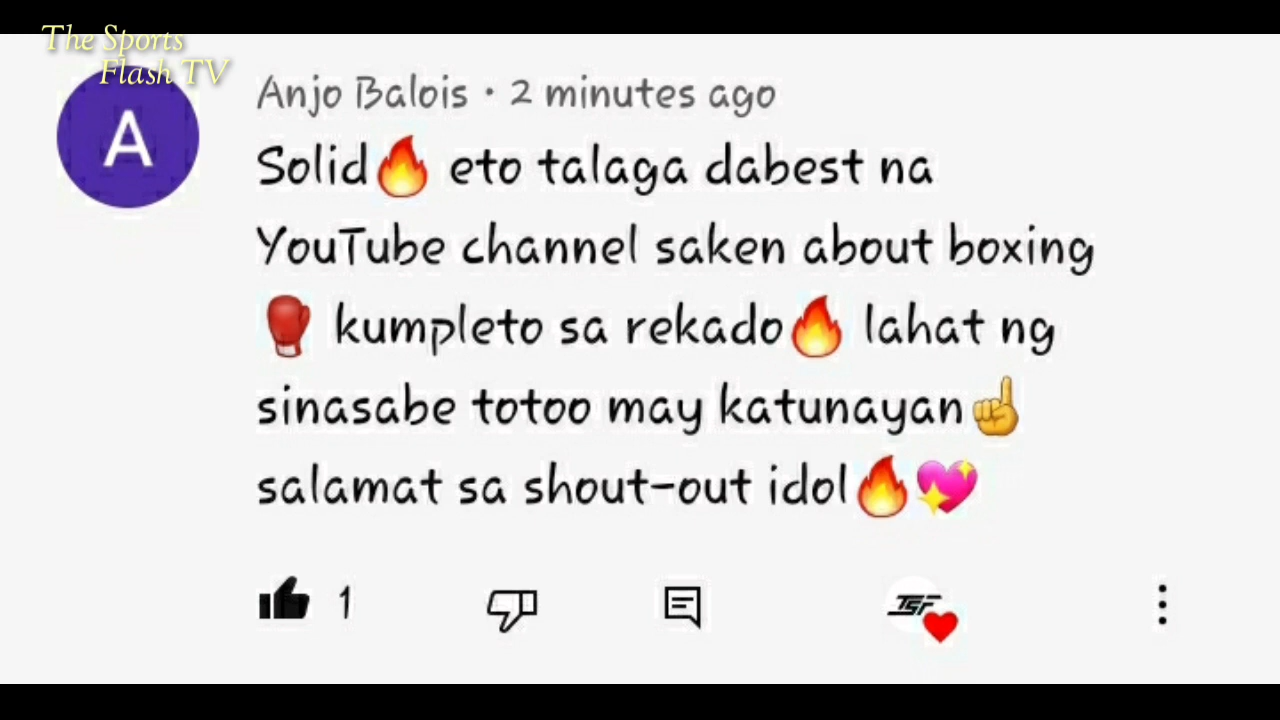 The Sports
Flash TV
A
Anjo Balois • 2 minutes ago
Solid🔥 eto talaga dabest na
YouTube channel saken about boxing
🥊 kumpleto sa rekado🔥 lahat ng
sinasabe totoo may katunayan☝
salamat sa shout-out idol🔥💖
1
TSF